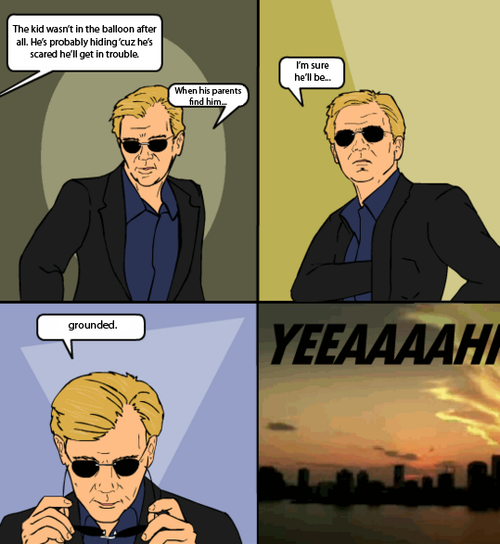 The kid wasn't in the balloon after
all. He's probably hiding 'cuz he's
scared he'll get in trouble.
When his parents
find him...
I'm sure
he'll be...
grounded.
YEEAAAAHH